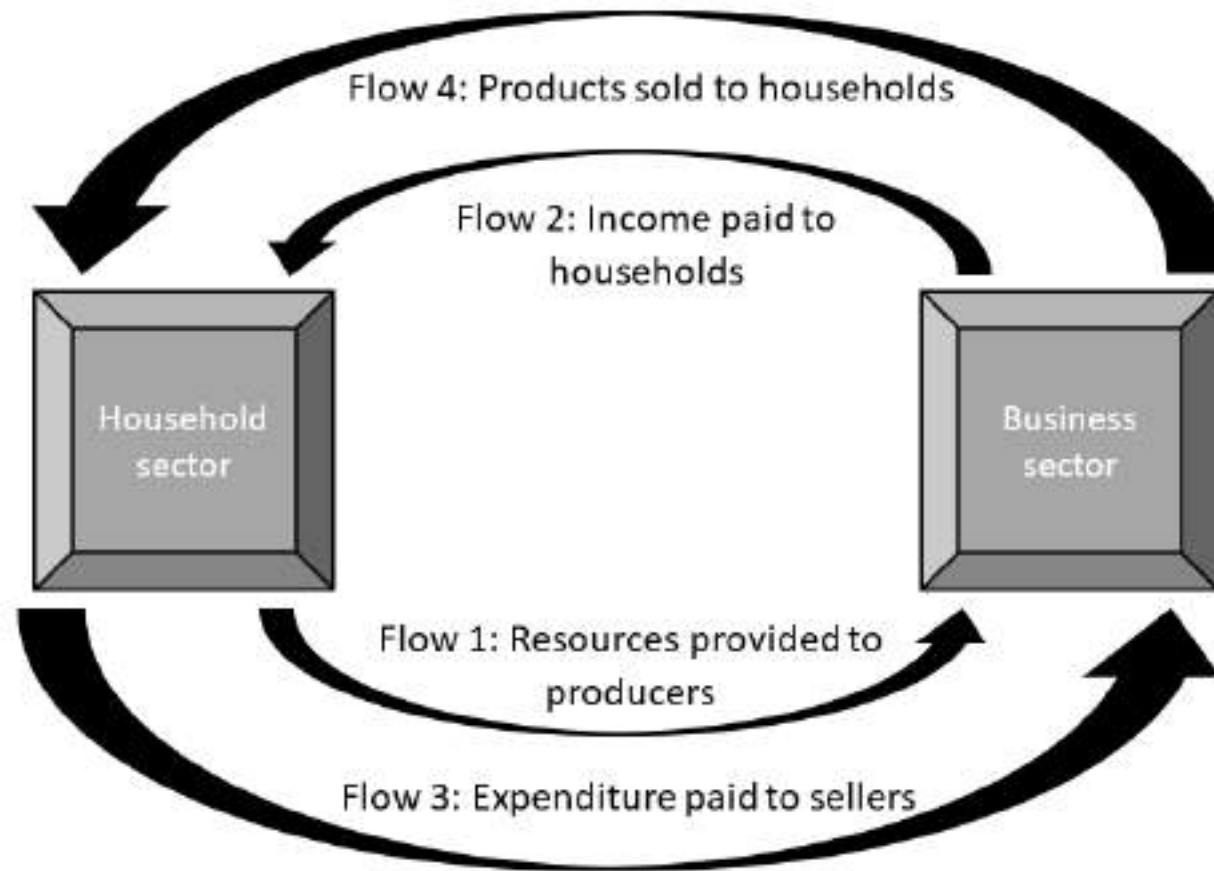 Flow 4: Products sold to households
Flow 2: Income paid to
households
Household
sector
Business
sector
Flow 1: Resources provided to
producers
Flow 3: Expenditure paid to sellers